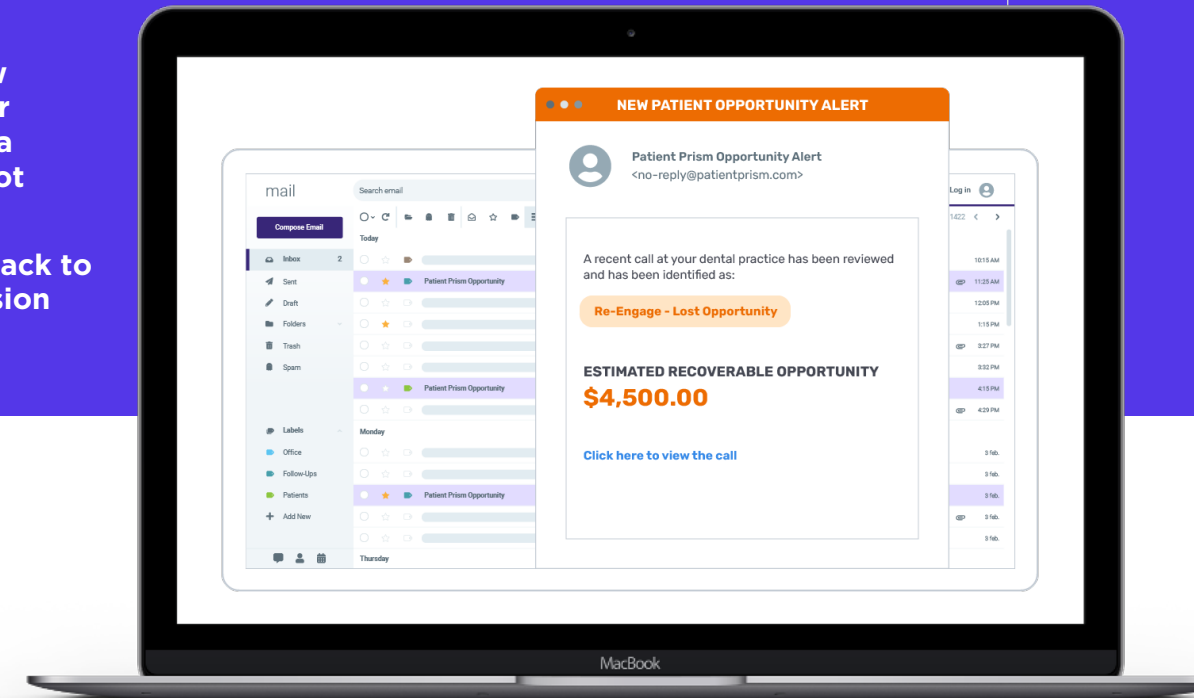 ot
ack to
sion
NEW PATIENT OPPORTUNITY ALERT
Patient Prism Opportunity Alert
<no-reply@patientprism.com>
A recent call at your dental practice has been reviewed
and has been identified as:
Re-Engage - Lost Opportunity
ESTIMATED RECOVERABLE OPPORTUNITY
$4,500.00
Click here to view the call
mail
Search email
Log in
Compose Email
1422
Today
Inbox 2
10:15 AM
Sent
Patient Prism Opportunity
11:25 AM
Draft
12:05 PM
Folders
1:15 PM
Trash
3:27 PM
Spam
3:32 PM
Patient Prism Opportunity
4:15 PM
4:29 PM
Labels
Monday
Office
3 feb.
Follow-Ups
3 feb.
Patients
Patient Prism Opportunity
3 feb.
Add New
3 feb.
3 feb.
Thursday
MacBook